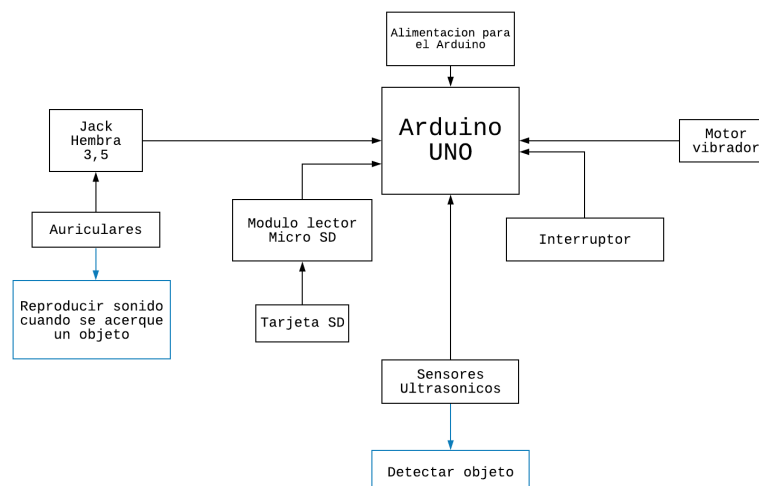 Alimentacion para
el Arduino
Arduino
UNO
Jack
Hembra
3,5
Motor
vibrador
Auriculares
Modulo lector
Micro SD
Interruptor
Reproducir sonido
cuando se acerque
un objeto
Tarjeta SD
Sensores
Ultrasonicos
Detectar objeto